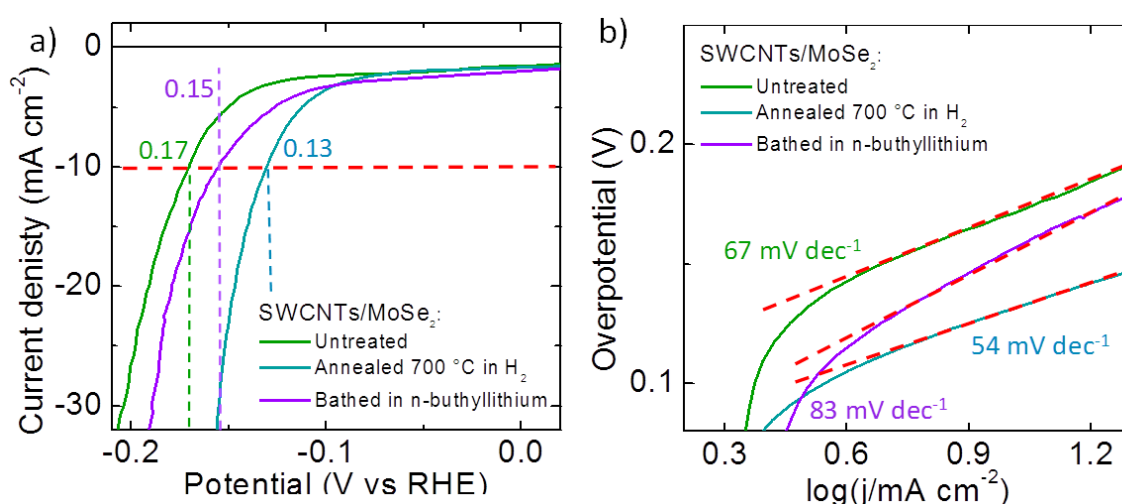 a)
0
-10
-20
-30
Current denisty (mA cm⁻²)
0.15
0.17
0.13
SWCNTs/MoSe₂:
Untreated
Annealed 700 °C in H₂
Bathed in n-buthyllithium
-0.2
-0.1
0.0
Potential (V vs RHE)
b)
SWCNTs/MoSe₂:
Untreated
Annealed 700 °C in H₂
Bathed in n-buthyllithium
0.2
0.1
Overpotential (V)
67 mV dec⁻¹
54 mV dec⁻¹
83 mV dec⁻¹
0.3
0.6
0.9
1.2
log(j/mA cm⁻²)